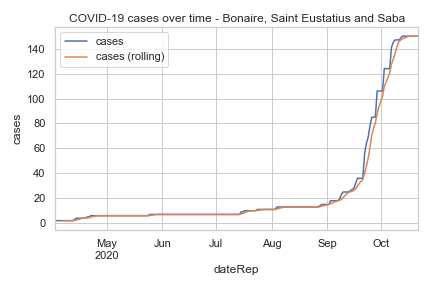 COVID-19 cases over time - Bonaire, Saint Eustatius and Saba
cases
cases (rolling)
cases
140
120
100
80
60
40
20
0
May Jun Jul Aug Sep Oct
2020
dateRep